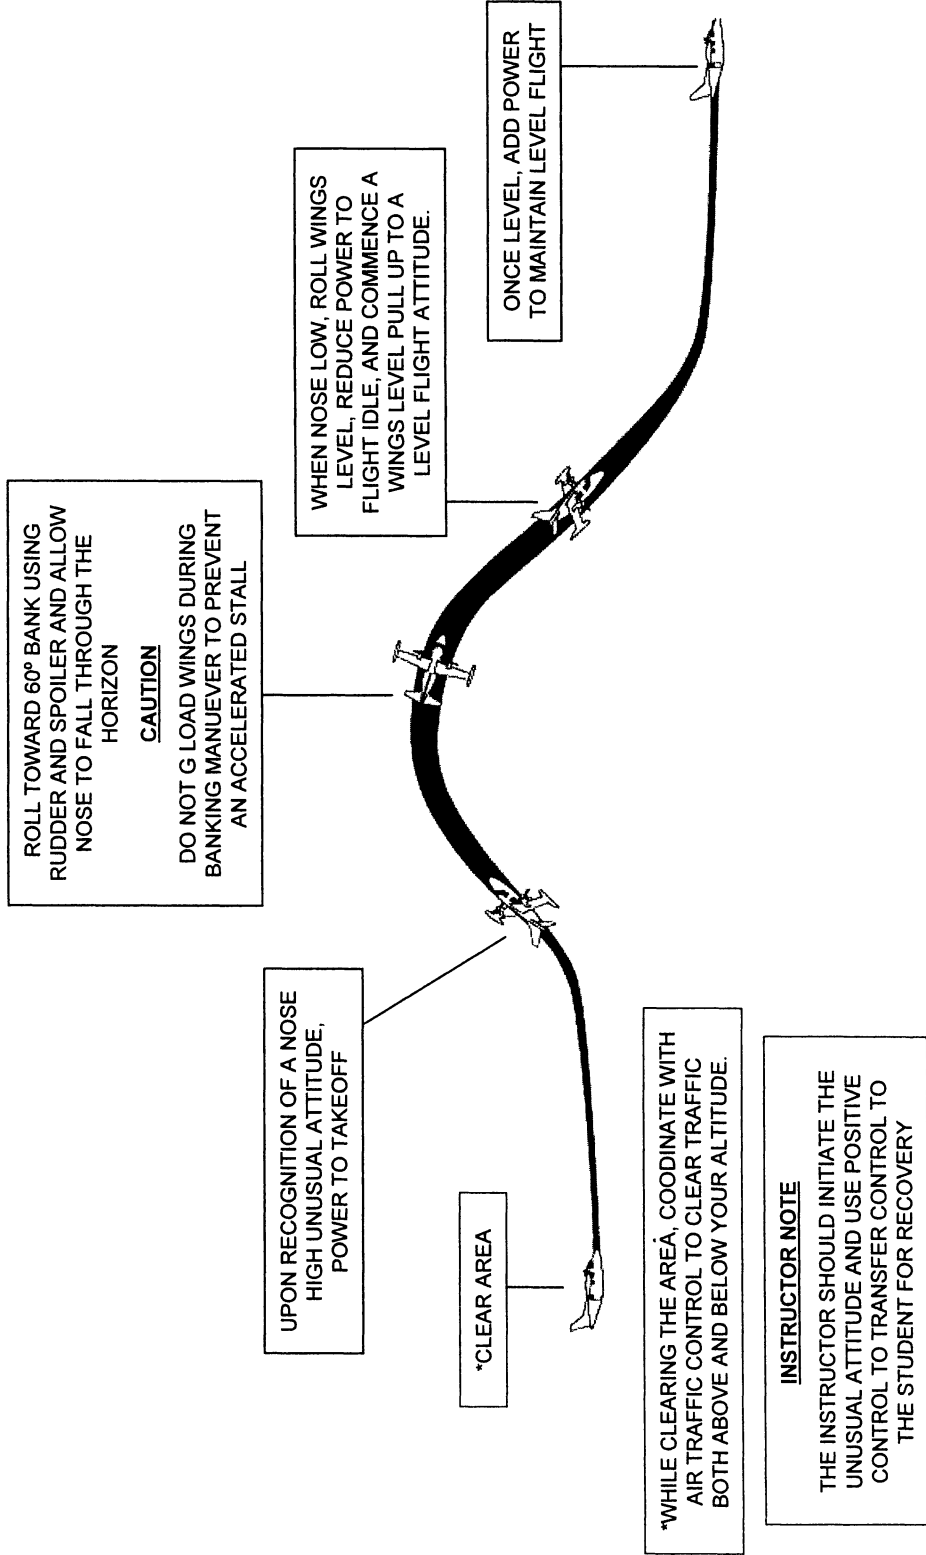 *CLEAR AREA
UPON RECOGNITION OF A NOSE
HIGH UNUSUAL ATTITUDE,
POWER TO TAKEOFF
ROLL TOWARD 60º BANK USING
RUDDER AND SPOILER AND ALLOW
NOSE TO FALL THROUGH THE
HORIZON
CAUTION
DO NOT G LOAD WINGS DURING
BANKING MANUEVER TO PREVENT
AN ACCELERATED STALL
WHEN NOSE LOW, ROLL WINGS
LEVEL, REDUCE POWER TO
FLIGHT IDLE, AND COMMENCE A
WINGS LEVEL PULL UP TO A
LEVEL FLIGHT ATTITUDE.
ONCE LEVEL, ADD POWER
TO MAINTAIN LEVEL FLIGHT
*WHILE CLEARING THE AREA, COODINATE WITH
AIR TRAFFIC CONTROL TO CLEAR TRAFFIC
BOTH ABOVE AND BELOW YOUR ALTITUDE.
INSTRUCTOR NOTE
THE INSTRUCTOR SHOULD INITIATE THE
UNUSUAL ATTITUDE AND USE POSITIVE
CONTROL TO TRANSFER CONTROL TO
THE STUDENT FOR RECOVERY